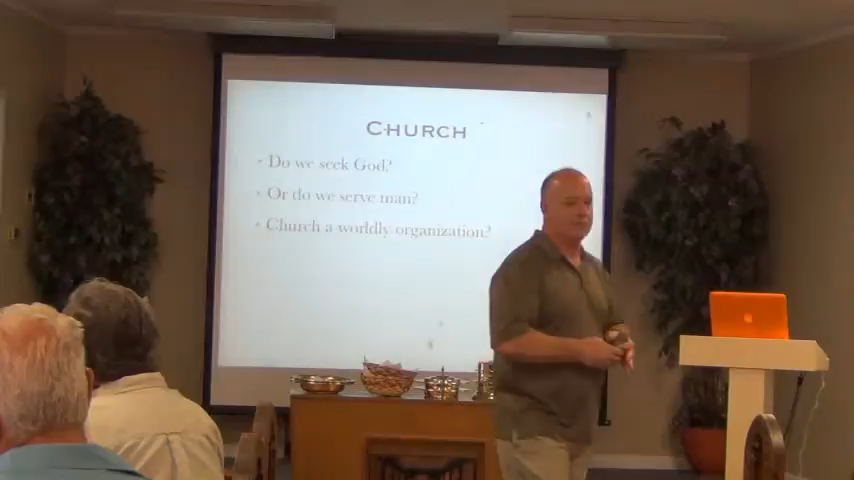 CHURCH
• Do we seek God?
• Or do we serve man?
• Church a worldly organization?